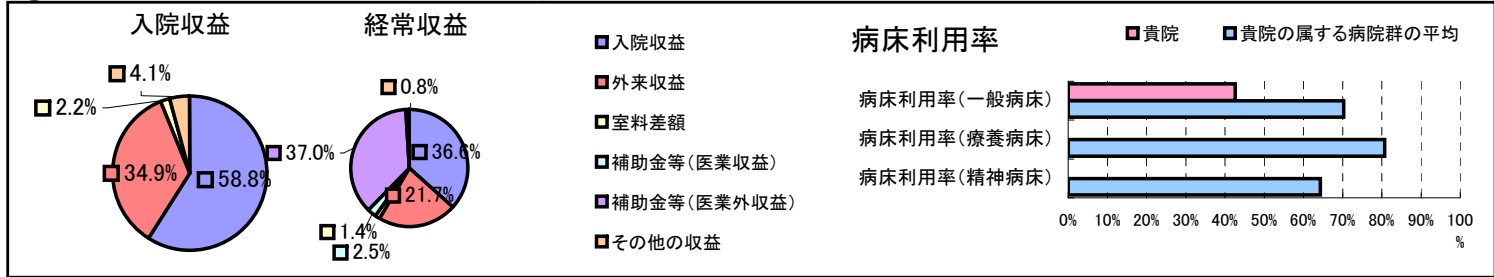 入院収益
4.1%
2.2%
34.9%
58.8%
経常収益
0.8%
37.0%
36.6%
21.7%
1.4%
2.5%
入院収益
外来収益
室料差額
補助金等(医業収益)
補助金等(医業外収益)
その他の収益
病床利用率
貴院
貴院の属する病院群の平均
病床利用率(一般病床)
病床利用率(療養病床)
病床利用率(精神病床)
0% 10% 20% 30% 40% 50% 60% 70% 80% 90% 100
%